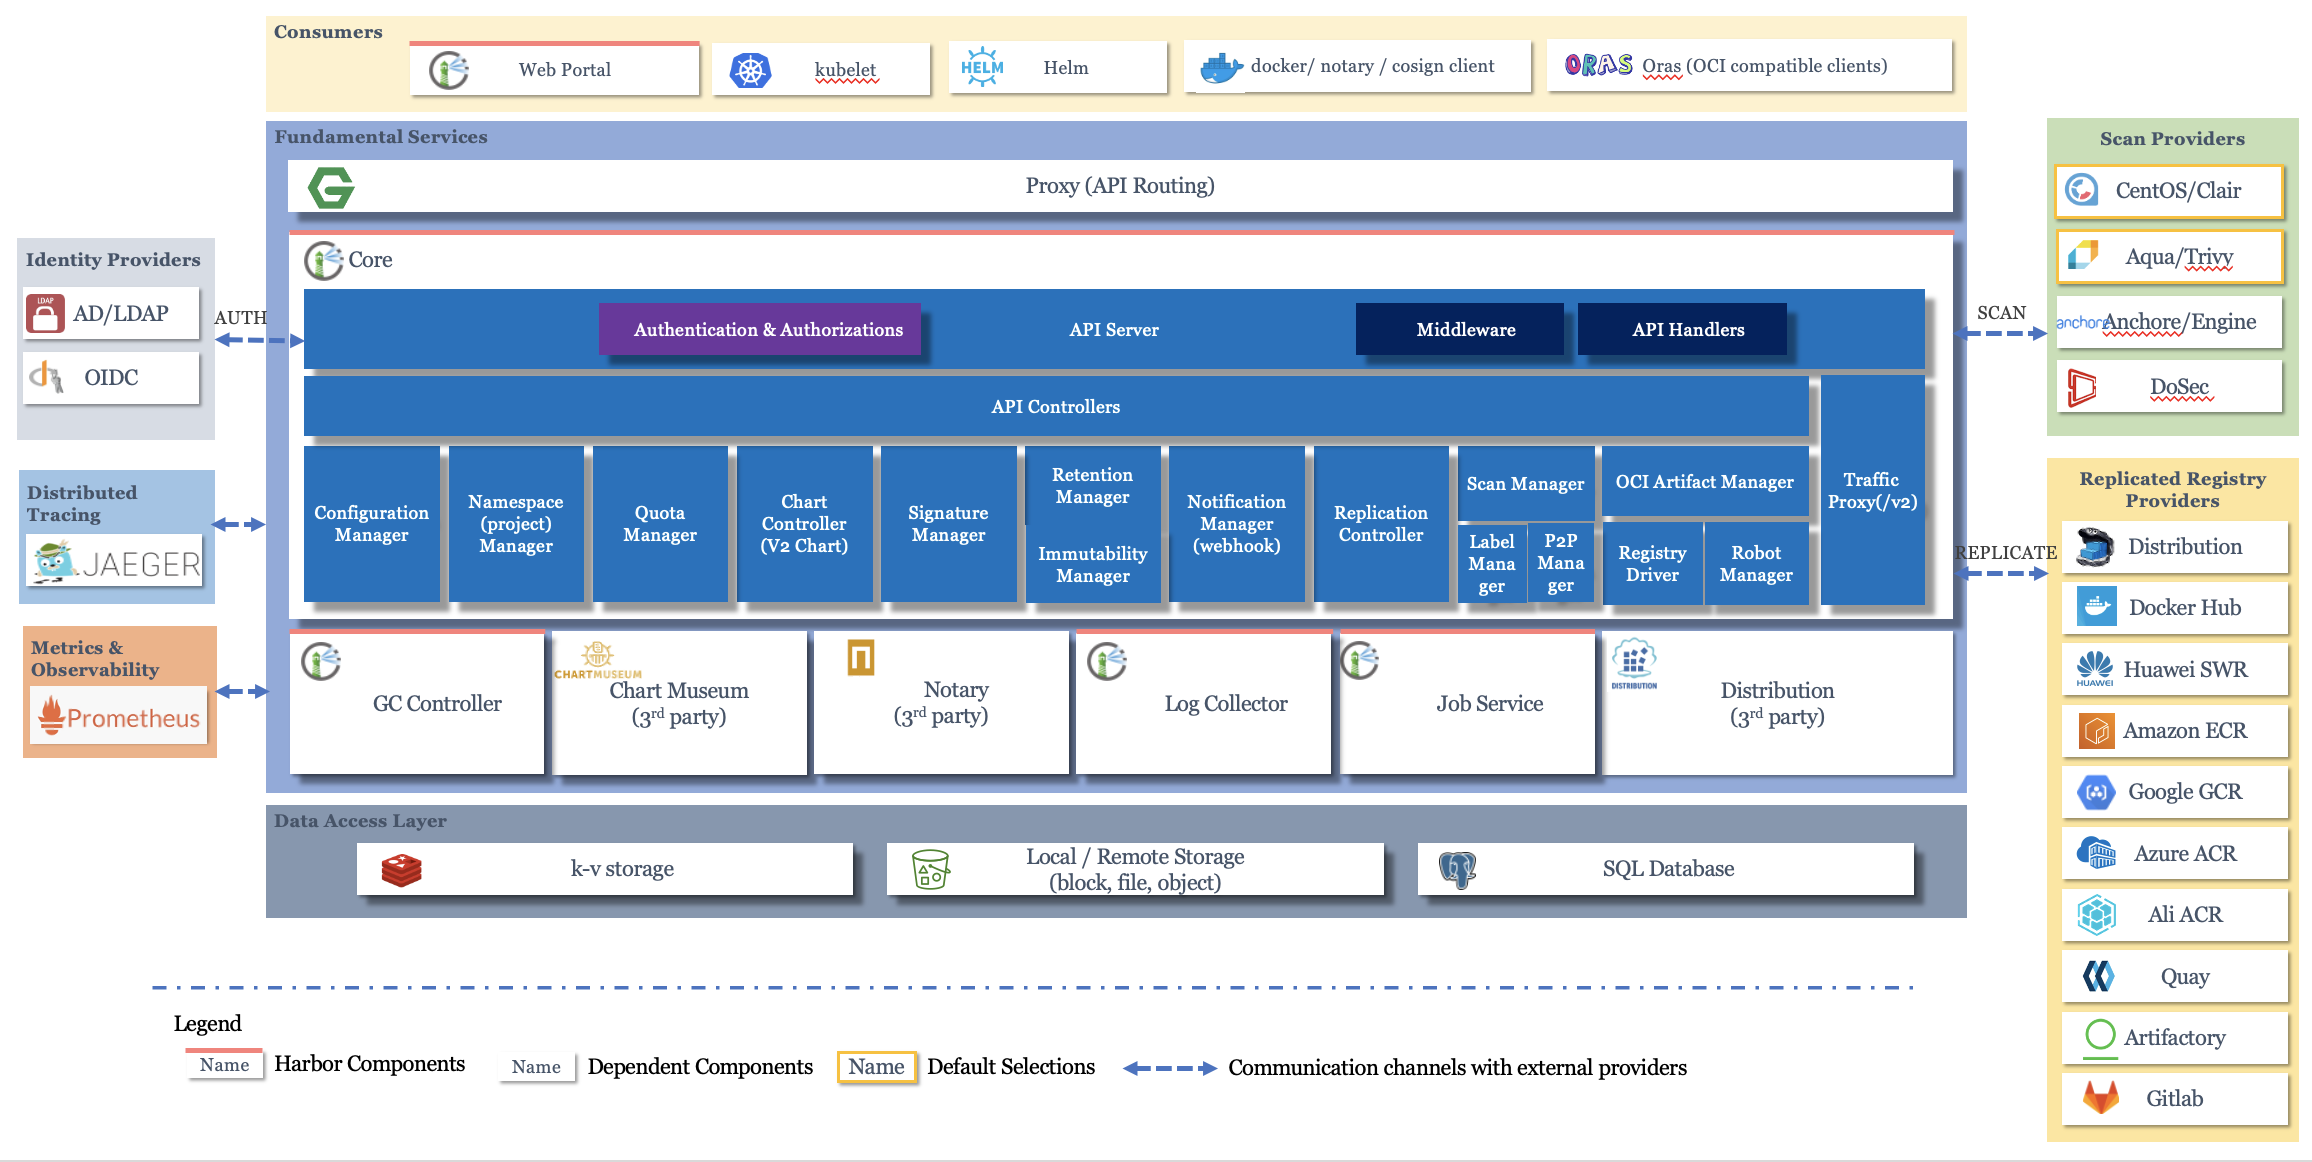 Consumers
Web Portal
kubelet
HELM
Helm
docker/ notary / cosign client
ORAS
Oras (OCI compatible clients)
Fundamental Services
Proxy (API Routing)
Core
API Server
Authentication & Authorizations
Middleware
API Handlers
API Controllers
Configuration
Manager
Namespace
(project)
Manager
Quota
Manager
Chart
Controller
(V2 Chart)
Signature
Manager
Retention
Manager
Immutability
Manager
Notification
Manager
(webhook)
Replication
Controller
Scan Manager
Label
Mana
ger
P2P
Mana
ger
OCI Artifact Manager
Registry
Driver
Robot
Manager
Traffic
Proxy(/v2)
GC Controller
CHARTMUSEUM
Chart Museum
(3rd party)
Notary
(3rd party)
Log Collector
Job Service
DISTRIBUTION
Distribution
(3rd party)
Data Access Layer
k-v storage
Local / Remote Storage
(block, file, object)
SQL Database
Identity Providers
LDAP
AD/LDAP
OIDC
AUTH
Distributed
Tracing
JAEGER
Metrics &
Observability
Prometheus
SCAN
REPLICATE
Scan Providers
CentOS/Clair
Aqua/Trivy
anchore
Anchore/Engine
DoSec
Replicated Registry
Providers
Distribution
Docker Hub
HUAWEI
Huawei SWR
Amazon ECR
Google GCR
Azure ACR
Ali ACR
Quay
Artifactory
Gitlab
Legend
Name
Harbor Components
Name
Dependent Components
Name
Default Selections
Communication channels with external providers